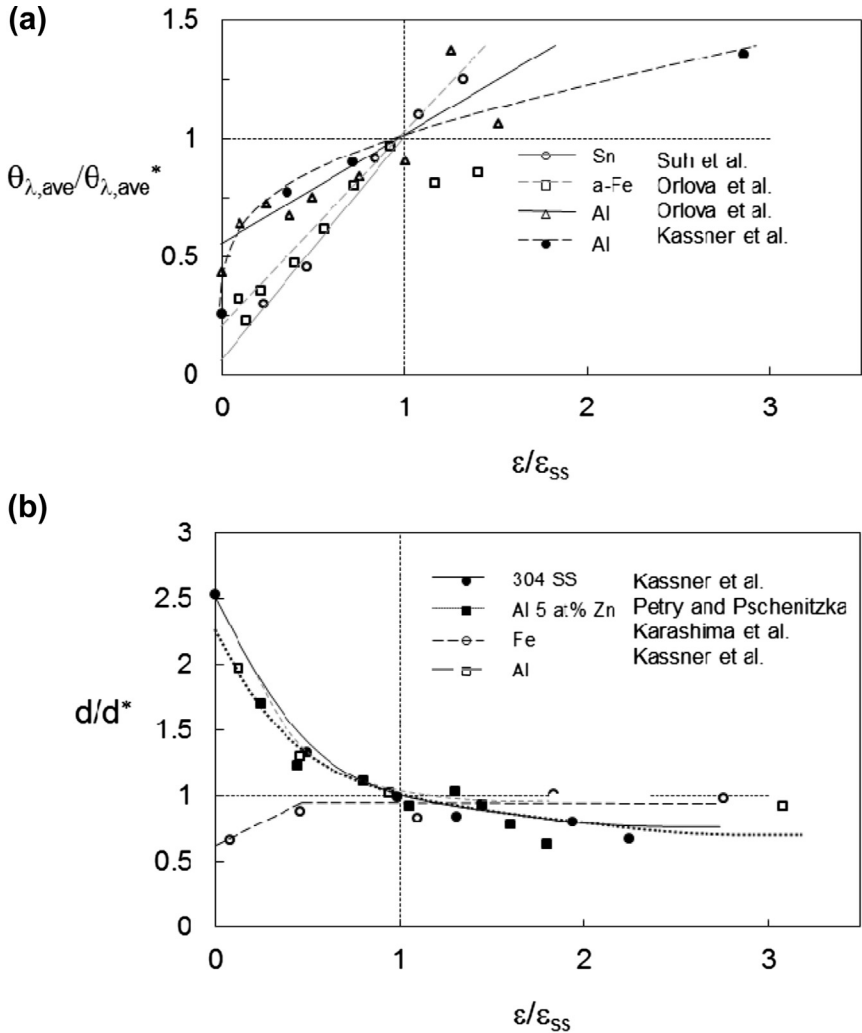 (a)
1.5
1
0.5
0
θλ,ave/θλ,ave*
Sn Suh et al.
a-Fe Orlova et al.
Al Orlova et al.
Al Kassner et al.
0 1 2 3
ε/εss
(b)
3
2.5
2
1.5
1
0.5
0
d/d*
304 SS Kassner et al.
Al 5 at% Zn Petry and Pschenitzka
Fe Karashima et al.
Al Kassner et al.
0 1 2 3
ε/εss